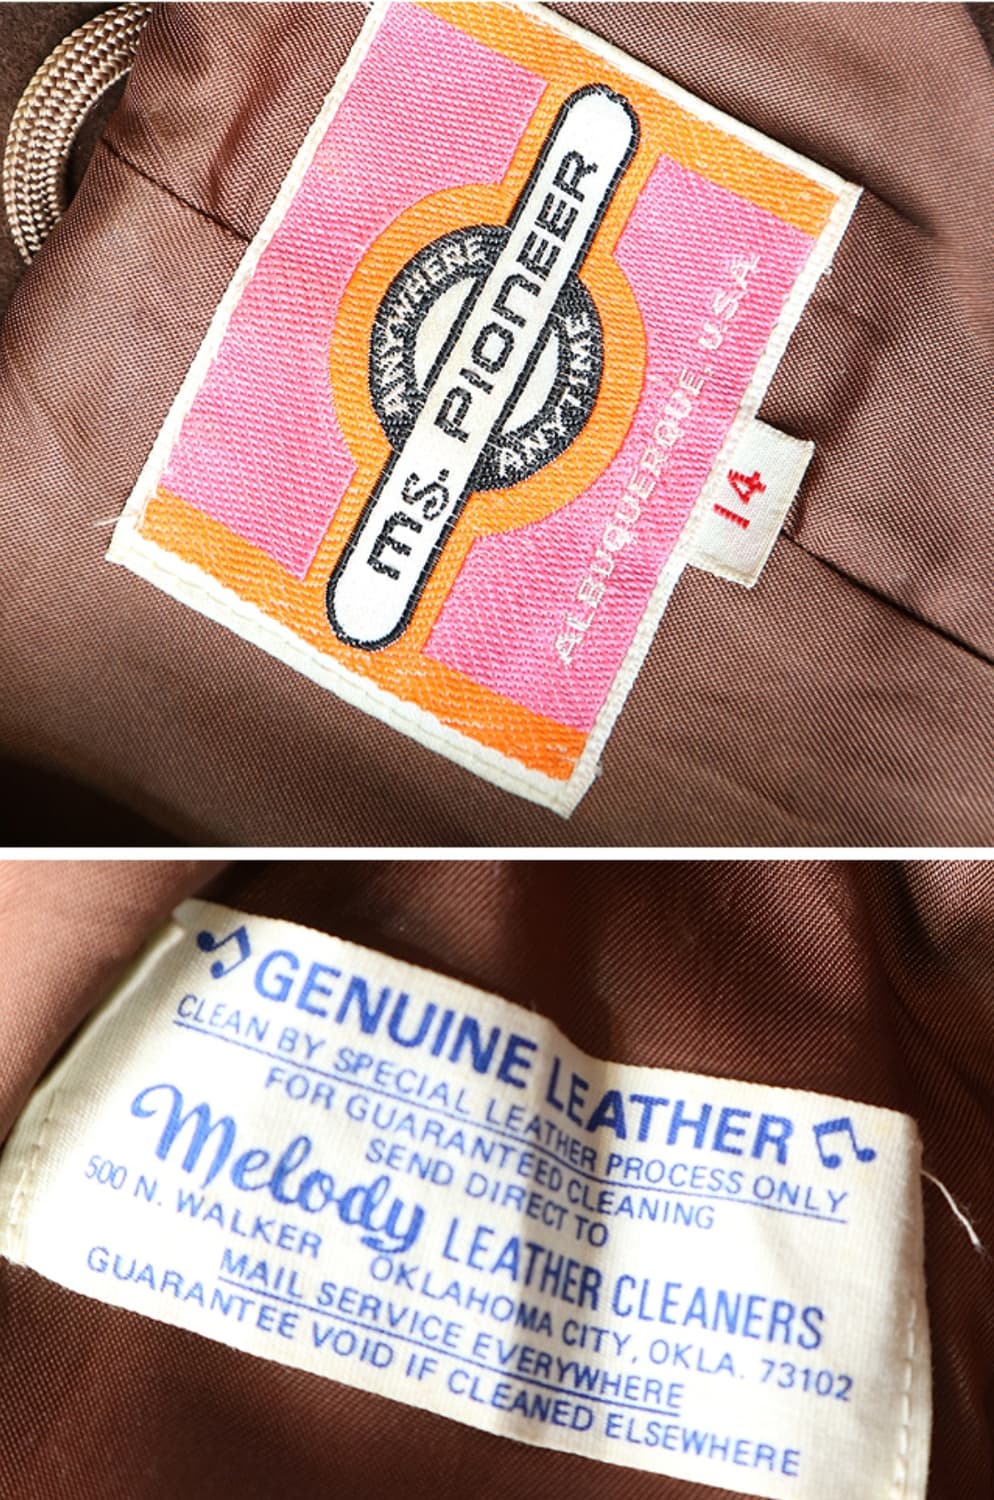 ms. PIONEER
ANYWHERE
ANYTIME
ALBUQUERQUE, USA
14
GENUINE LEATHER
CLEAN BY SPECIAL LEATHER PROCESS ONLY
FOR GUARANTEED CLEANING
SEND DIRECT TO
Melody LEATHER CLEANERS
500 N. WALKER OKLAHOMA CITY, OKLA. 73102
MAIL SERVICE EVERYWHERE
GUARANTEE VOID IF CLEANED ELSEWHERE